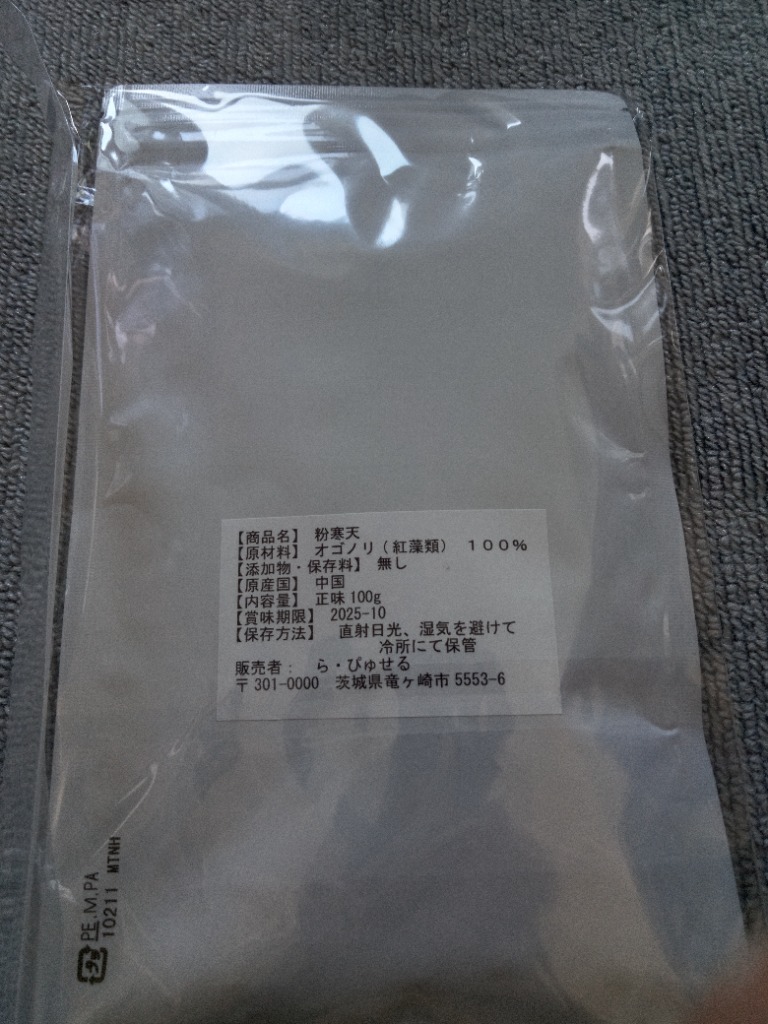 【商品名】 粉寒天
【原材料】 オゴノリ（紅藻類） １００％
【添加物・保存料】 無し
【原産国】 中国
【内容量】 正味 100g
【賞味期限】 2025-10
【保存方法】 直射日光、湿気を避けて
冷所にて保管
販売者： ら・ぴゅせる
〒301-0000 茨城県竜ヶ崎市 5553-6
プラ PE,M,PA
10211 MTNH